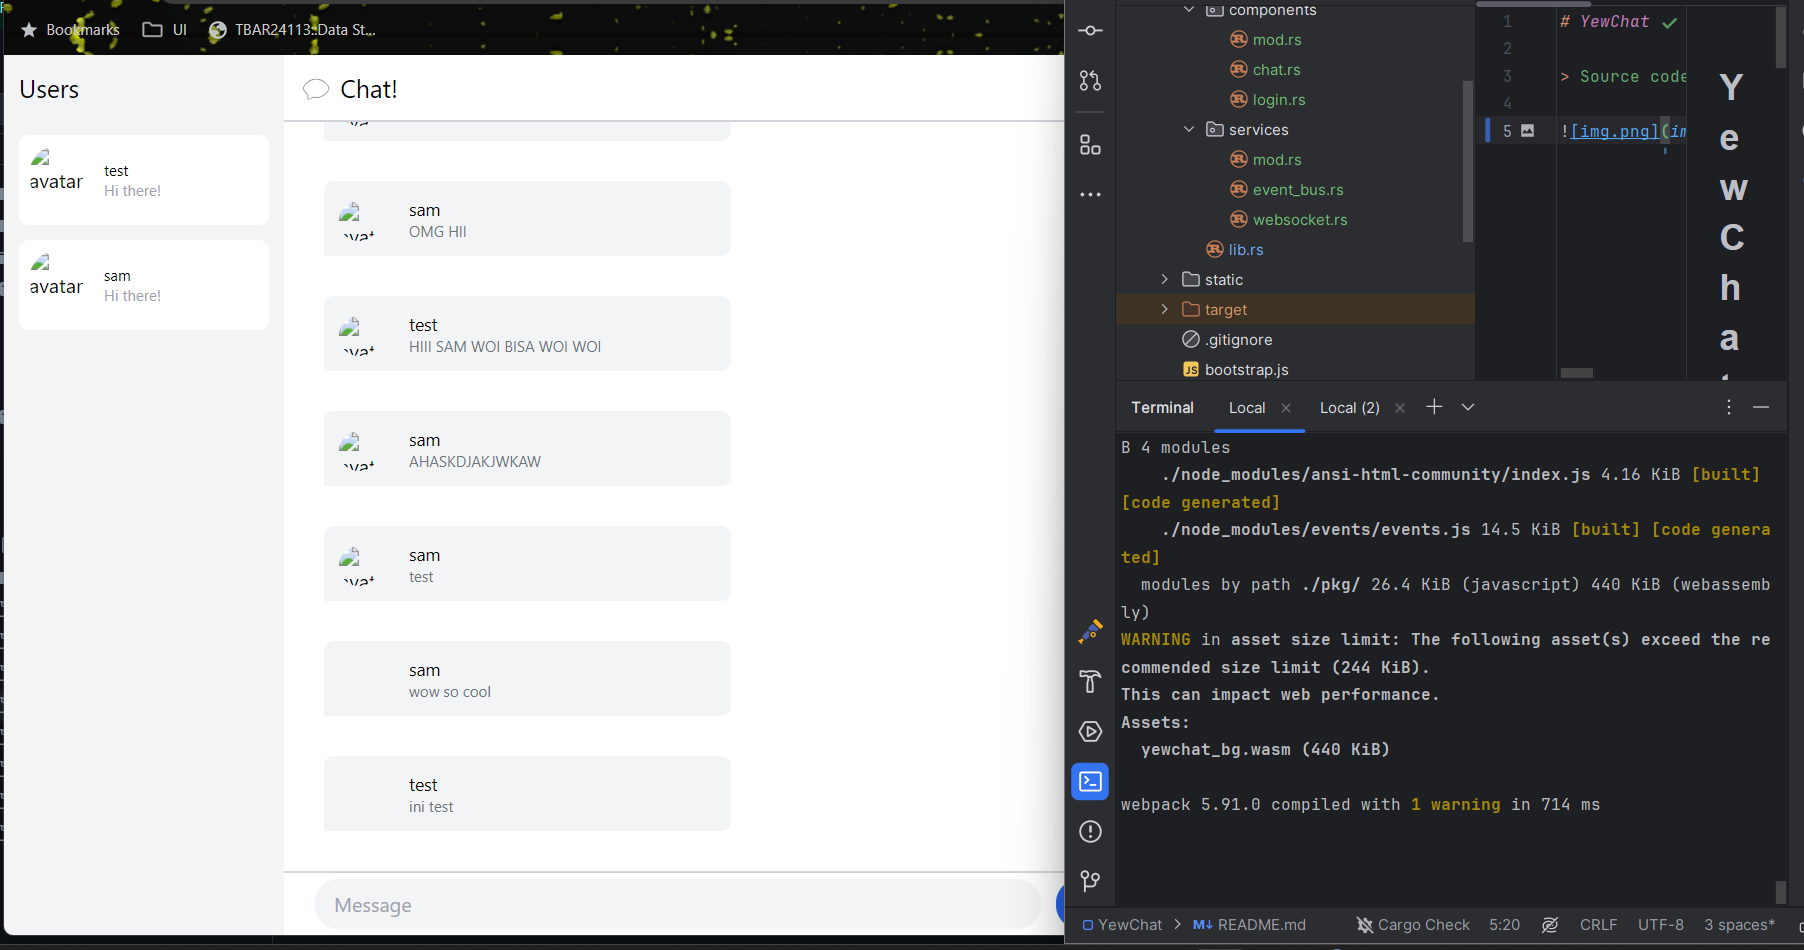 Bookmarks
UI
TBAR24113::Data St...
Users
test
Hi there!
avatar
sam
Hi there!
avatar
Chat!
sam
OMG HII
test
HIII SAM WOI BISA WOI WOI
sam
AHASKDJAKJWKAW
sam
test
sam
wow so cool
test
ini test
Message
components
mod.rs
chat.rs
login.rs
services
mod.rs
event_bus.rs
websocket.rs
lib.rs
static
target
.gitignore
JS bootstrap.js
1 # YewChat
2
3 > Source code
4
5 ![img.png](im
Y
e
w
C
h
a
Terminal
Local
Local (2)
B 4 modules
./node_modules/ansi-html-community/index.js 4.16 KiB [built]
[code generated]
./node_modules/events/events.js 14.5 KiB [built] [code genera
ted]
modules by path ./pkg/ 26.4 KiB (javascript) 440 KiB (webassemb
ly)
WARNING in asset size limit: The following asset(s) exceed the re
commended size limit (244 KiB).
This can impact web performance.
Assets:
yewchat_bg.wasm (440 KiB)
webpack 5.91.0 compiled with 1 warning in 714 ms
YewChat > M↓ README.md
Cargo Check
5:20
CRLF
UTF-8
3 spaces*